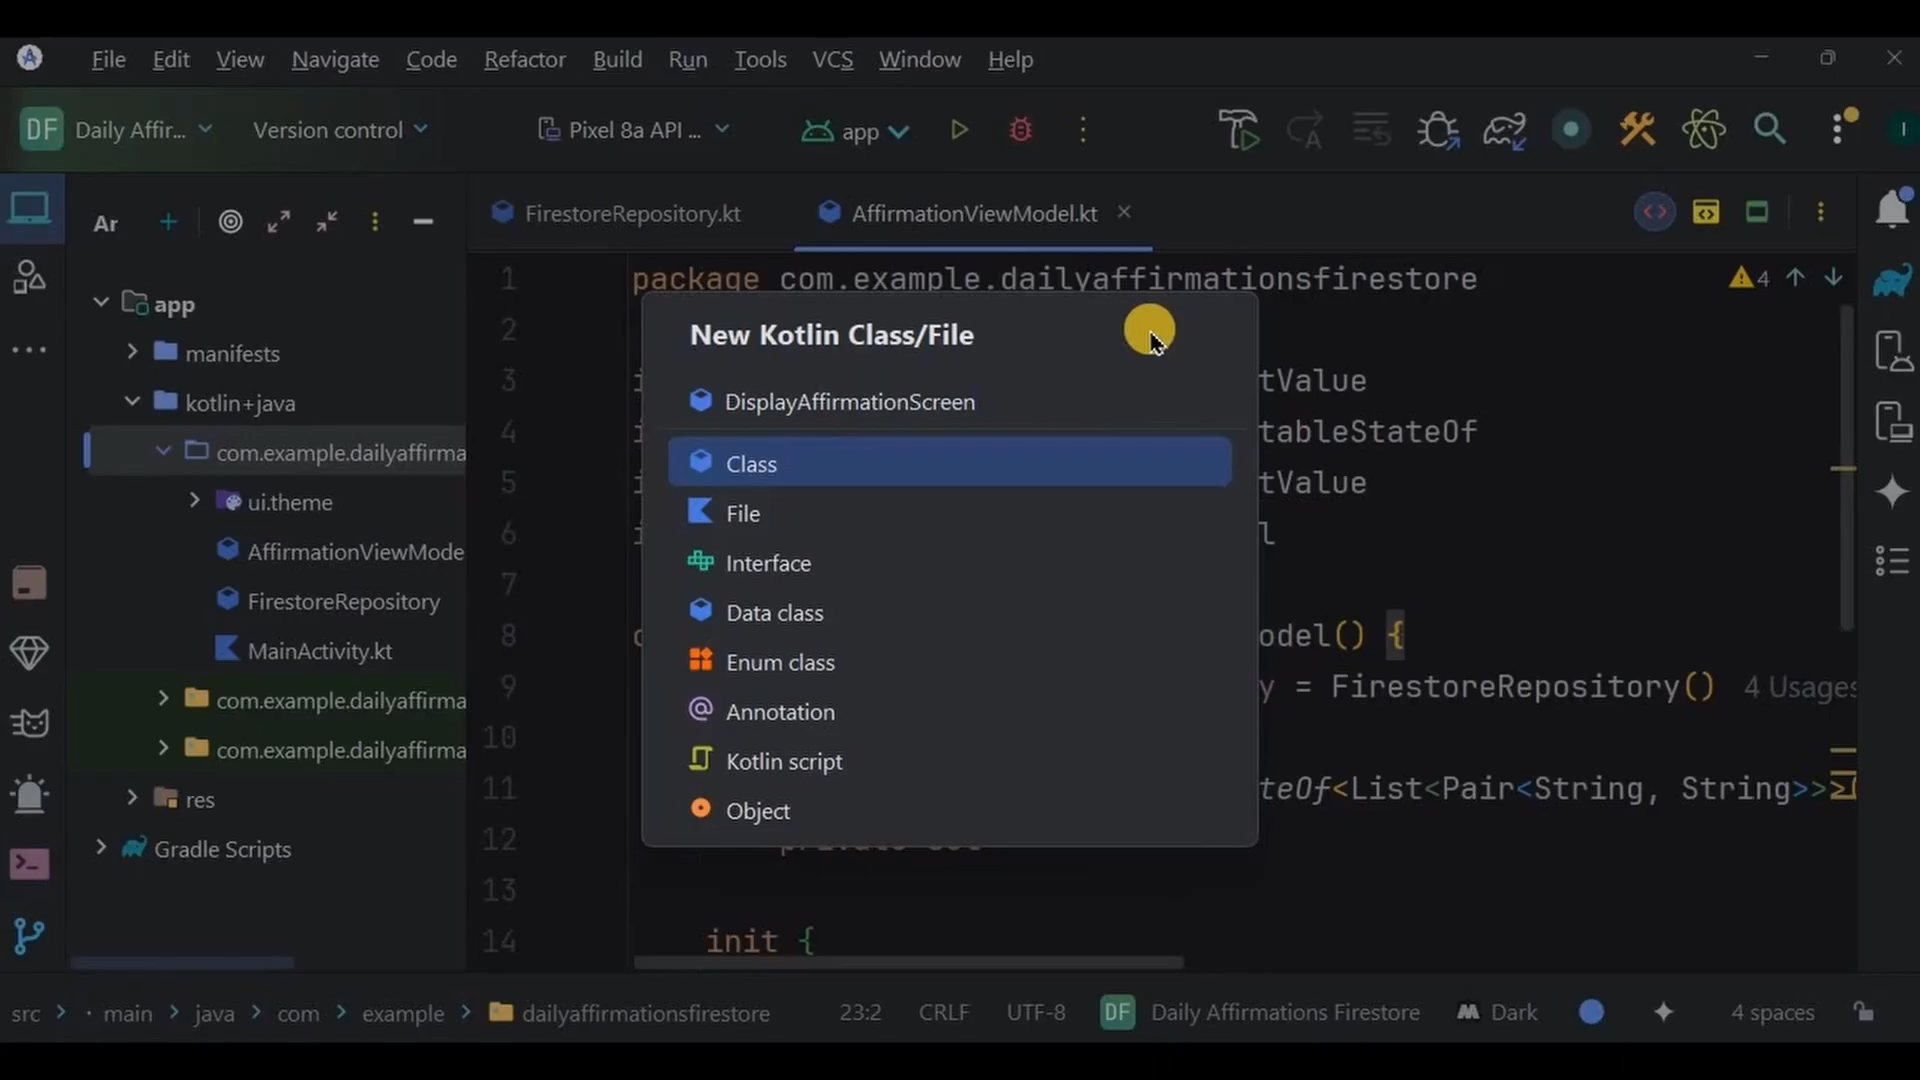 File Edit View Navigate Code Refactor Build Run Tools VCS Window Help
DF Daily Affir... Version control Pixel 8a API ... app I
Ar
FirestoreRepository.kt AffirmationViewModel.kt
app
manifests
kotlin+java
com.example.dailyaffirma
ui.theme
AffirmationViewMode
FirestoreRepository
MainActivity.kt
com.example.dailyaffirma
com.example.dailyaffirma
res
Gradle Scripts
1 package com.example.dailyaffirmationsfirestore 4
2
3 tValue
4 tableStateOf
5 tValue
6 l
7
8 odel() {
9 y = FirestoreRepository() 4 Usages
10
11 teOf<List<Pair<String, String>>
12
13
14 init {
New Kotlin Class/File
DisplayAffirmationScreen
Class
File
Interface
Data class
Enum class
Annotation
Kotlin script
Object
src > main > java > com > example > dailyaffirmationsfirestore 23:2 CRLF UTF-8 DF Daily Affirmations Firestore Dark 4 spaces